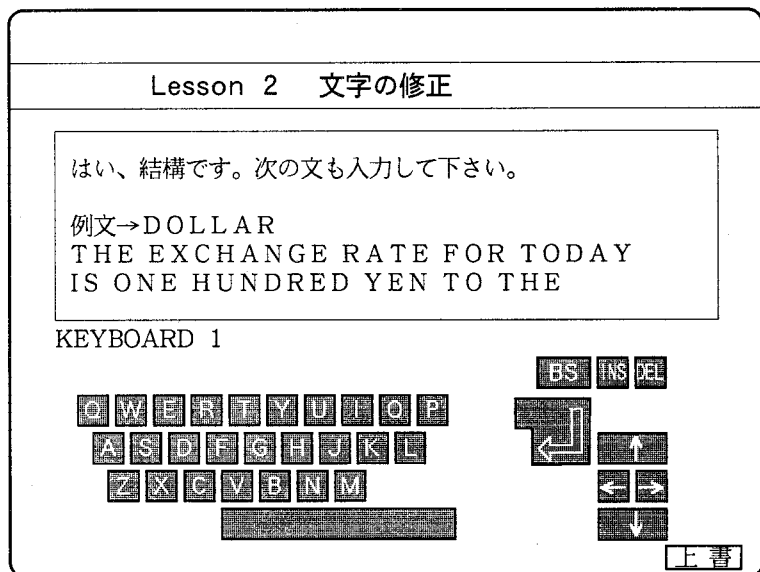 Lesson 2 文字の修正
はい、結構です。次の文も入力して下さい。
例文→DOLLAR
THE EXCHANGE RATE FOR TODAY
IS ONE HUNDRED YEN TO THE
KEYBOARD 1
BS INS DEL
Q W E R T Y U I O P
A S D F G H J K L
↑
Z X C V B N M
← →
↓
上書